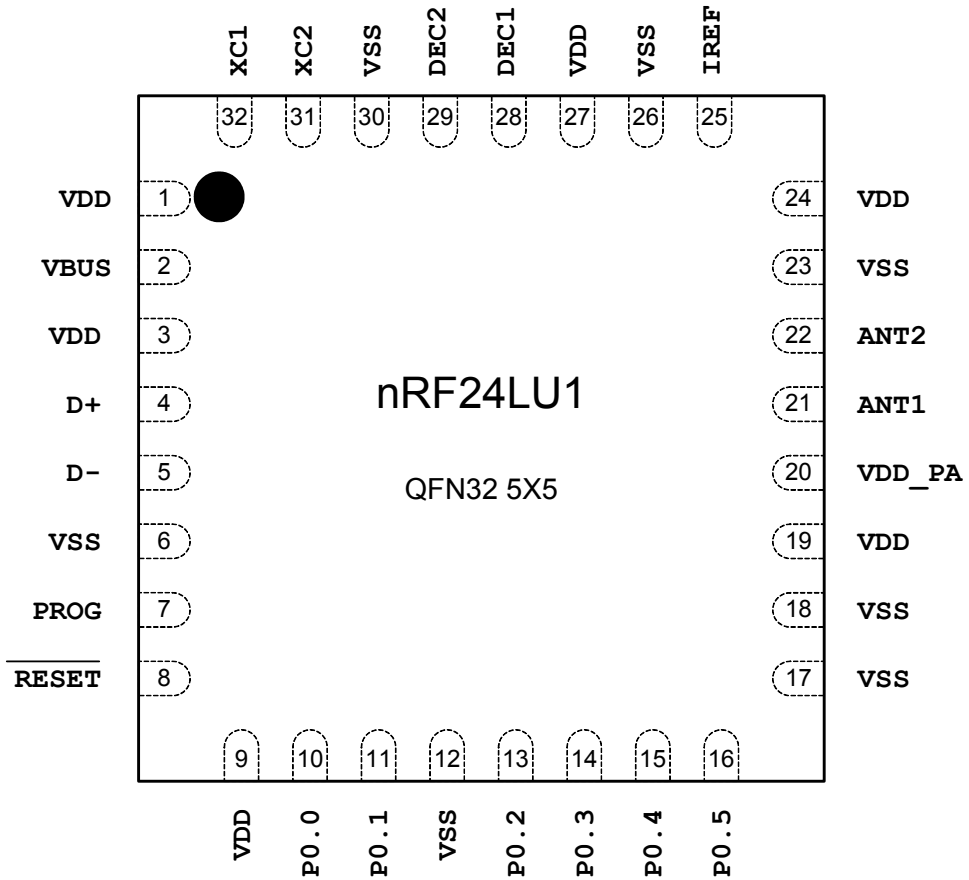 XC1 XC2 VSS DEC2 DEC1 VDD VSS IREF
32 31 30 29 28 27 26 25
VDD 1 24 VDD
VBUS 2 23 VSS
VDD 3 22 ANT2
D+ 4 nRF24LU1 21 ANT1
D- 5 QFN32 5X5 20 VDD_PA
VSS 6 19 VDD
PROG 7 18 VSS
RESET 8 17 VSS
9 10 11 12 13 14 15 16
VDD P0.0 P0.1 VSS P0.2 P0.3 P0.4 P0.5